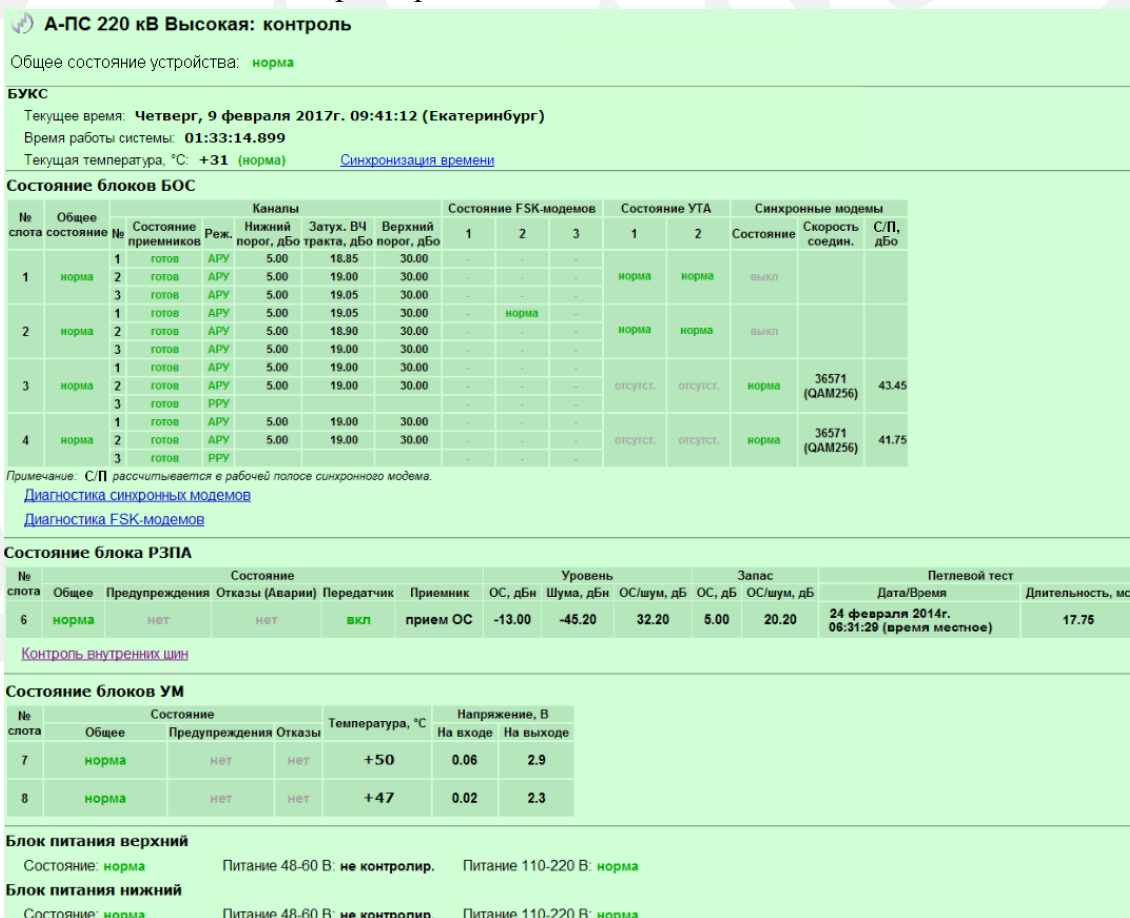 А-ПС 220 кВ Высокая: контроль
Общее состояние устройства: норма
БУКС
Текущее время: Четверг, 9 февраля 2017г. 09:41:12 (Екатеринбург)
Время работы системы: 01:33:14.899
Текущая температура, °C: +31 (норма) Синхронизация времени
Состояние блоков БОС
№ слота Общее состояние Каналы Состояние FSK-модемов Состояние УТА Синхронные модемы
№ Состояние приемников Реж. Нижний порог, дБо Затух. ВЧ тракта, дБо Верхний порог, дБо 1 2 3 1 2 Состояние Скорость соедин. С/П, дБо
1 норма 1 готов АРУ 5.00 18.85 30.00 - - - норма норма выкл
2 готов АРУ 5.00 19.00 30.00 - - -
3 готов АРУ 5.00 19.05 30.00 - - -
2 норма 1 готов АРУ 5.00 19.05 30.00 - норма - норма норма выкл
2 готов АРУ 5.00 18.90 30.00 - - -
3 готов АРУ 5.00 19.00 30.00 - - -
3 норма 1 готов АРУ 5.00 19.00 30.00 - - - отсутст. отсутст. норма 36571 (QAM256) 43.45
2 готов АРУ 5.00 19.00 30.00 - - -
3 готов РРУ - - -
4 норма 1 готов АРУ 5.00 19.00 30.00 - - - отсутст. отсутст. норма 36571 (QAM256) 41.75
2 готов АРУ 5.00 19.00 30.00 - - -
3 готов РРУ - - -
Примечание: С/П рассчитывается в рабочей полосе синхронного модема.
Диагностика синхронных модемов
Диагностика FSK-модемов
Состояние блока РЗПА
№ слота Состояние Уровень Запас Петлевой тест
Общее Предупреждения Отказы (Аварии) Передатчик Приемник ОС, дБн Шума, дБн ОС/шум, дБ ОС, дБ ОС/шум, дБ Дата/Время Длительность, мс
6 норма нет нет вкл прием ОС -13.00 -45.20 32.20 5.00 20.20 24 февраля 2014г. 06:31:29 (время местное) 17.75
Контроль внутренних шин
Состояние блоков УМ
№ слота Состояние Температура, °C Напряжение, В
Общее Предупреждения Отказы На входе На выходе
7 норма нет нет +50 0.06 2.9
8 норма нет нет +47 0.02 2.3
Блок питания верхний
Состояние: норма Питание 48-60 В: не контролир. Питание 110-220 В: норма
Блок питания нижний
Состояние: норма Питание 48-60 В: не контролир. Питание 110-220 В: норма